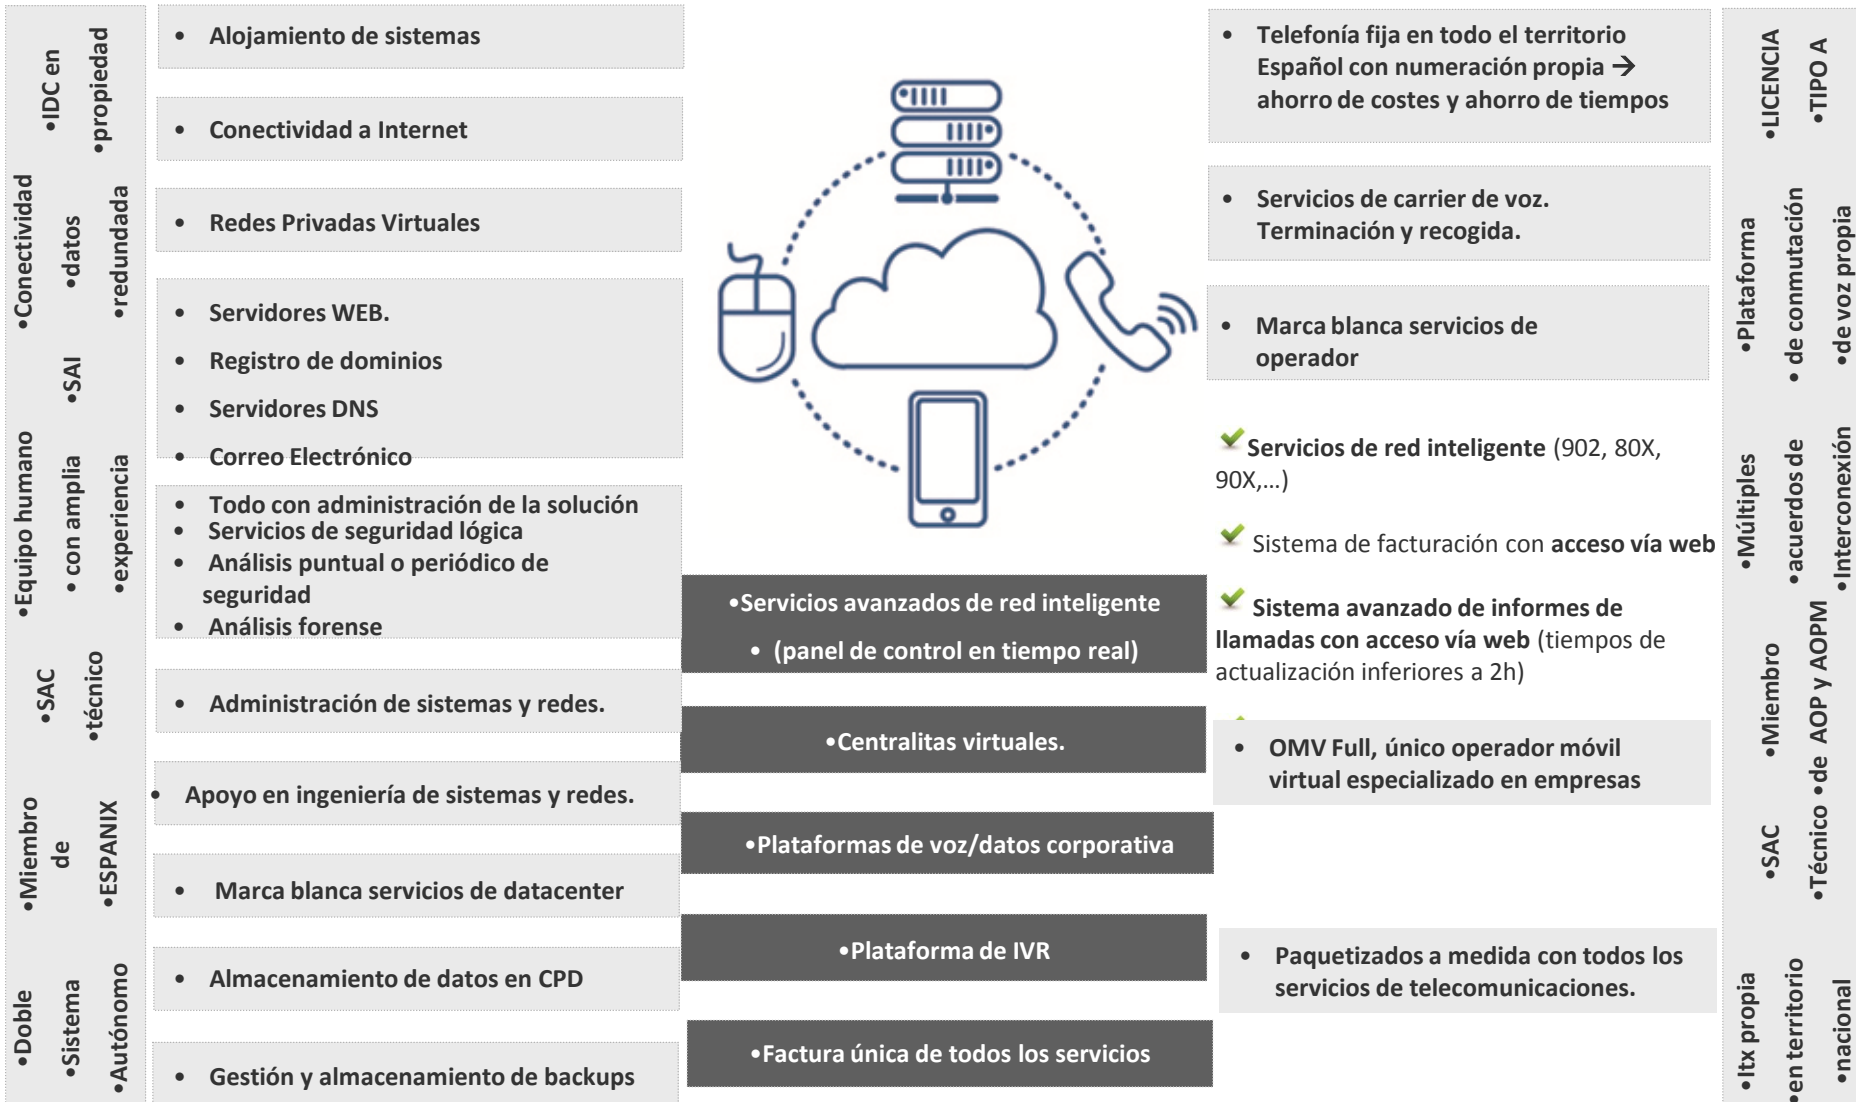 •IDC en
•propiedad
•Conectividad
•datos
•redundada
•SAI
•Equipo humano
• con amplia
•experiencia
•SAC
•técnico
•Miembro
de
•ESPANIX
•Doble
•Sistema
•Autónomo
• Alojamiento de sistemas
• Conectividad a Internet
• Redes Privadas Virtuales
• Servidores WEB.
• Registro de dominios
• Servidores DNS
• Correo Electrónico
• Todo con administración de la solución
• Servicios de seguridad lógica
• Análisis puntual o periódico de
seguridad
• Análisis forense
• Administración de sistemas y redes.
• Apoyo en ingeniería de sistemas y redes.
• Marca blanca servicios de datacenter
• Almacenamiento de datos en CPD
• Gestión y almacenamiento de backups
•Servicios avanzados de red inteligente
• (panel de control en tiempo real)
•Centralitas virtuales.
•Plataformas de voz/datos corporativa
•Plataforma de IVR
•Factura única de todos los servicios
• Telefonía fija en todo el territorio
Español con numeración propia →
ahorro de costes y ahorro de tiempos
• Servicios de carrier de voz.
Terminación y recogida.
• Marca blanca servicios de
operador
Servicios de red inteligente (902, 80X,
90X,...)
Sistema de facturación con acceso vía web
Sistema avanzado de informes de
llamadas con acceso vía web (tiempos de
actualización inferiores a 2h)
• OMV Full, único operador móvil
virtual especializado en empresas
• Paquetizados a medida con todos los
servicios de telecomunicaciones.
•LICENCIA
•TIPO A
•Plataforma
• de conmutación
•de voz propia
•Múltiples
•acuerdos de
•Interconexión
•Miembro
•de AOP y AOPM
•SAC
•Técnico
•Itx propia
•en territorio
•nacional